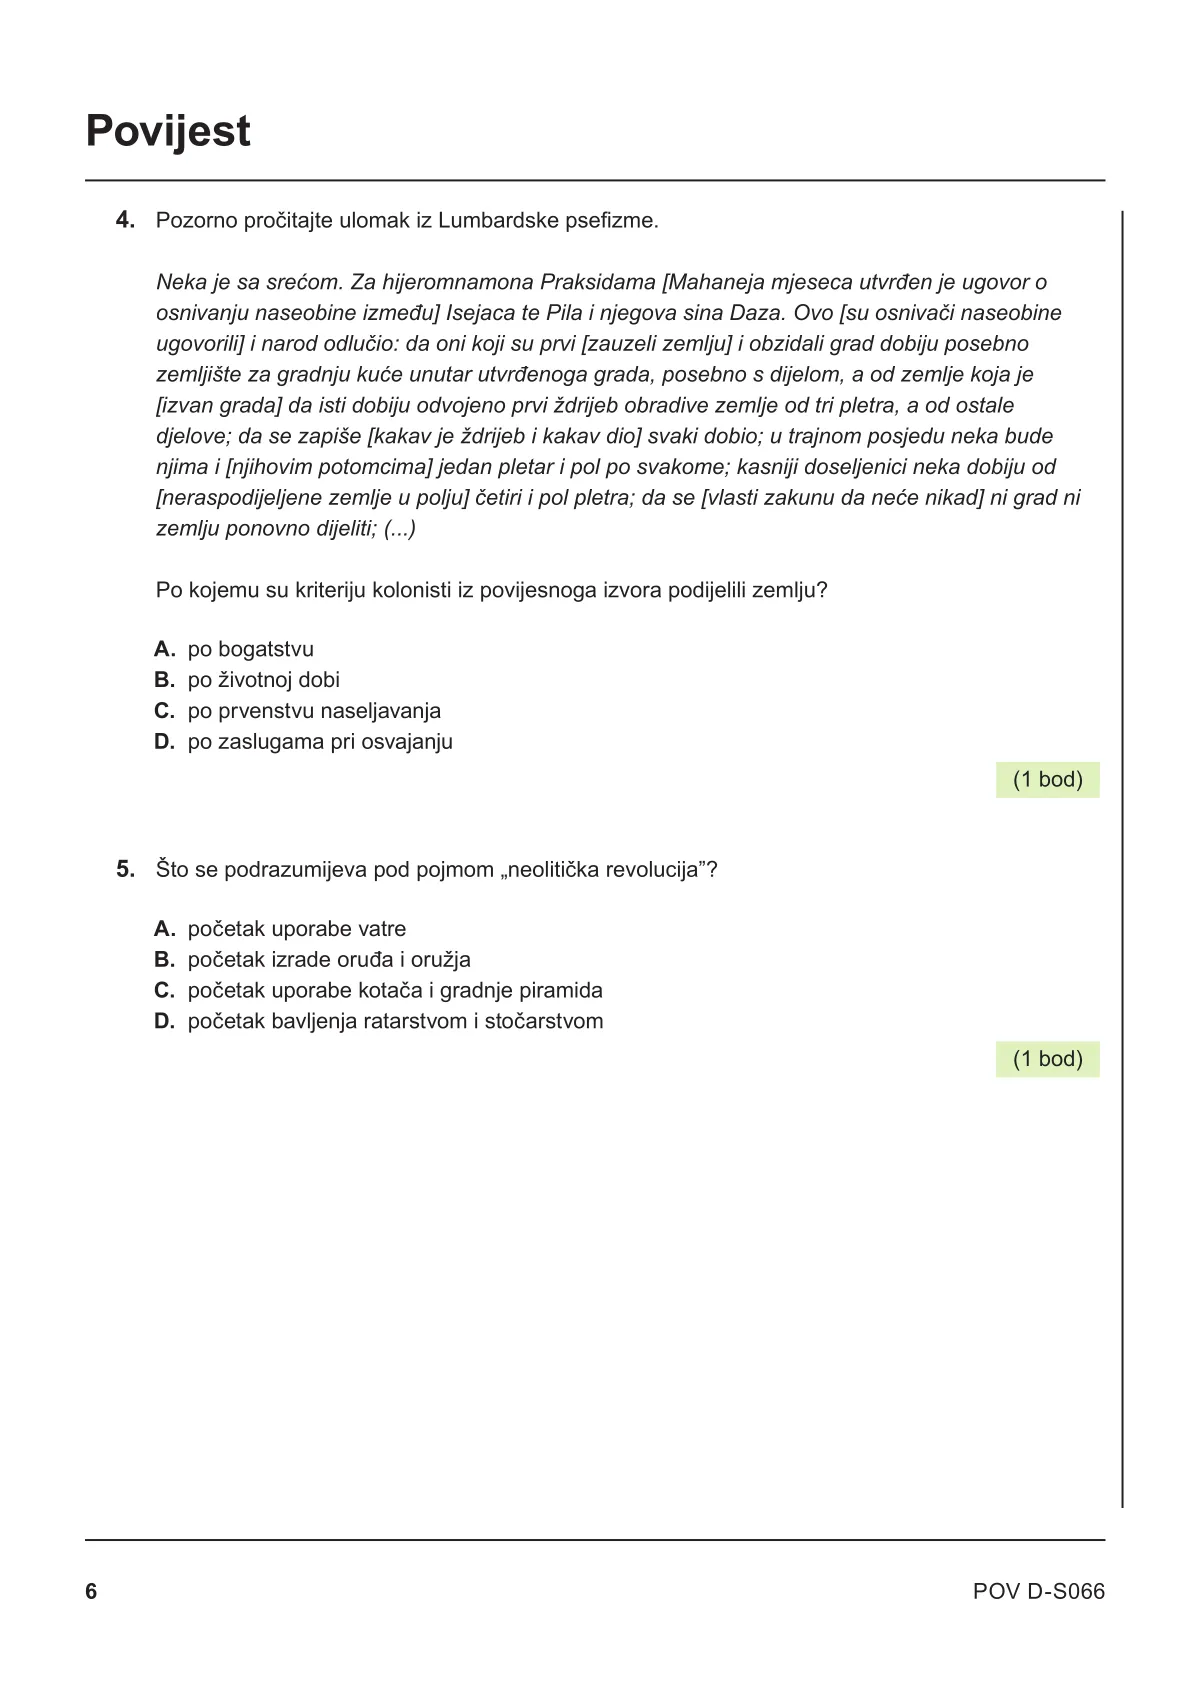 Povijest
4. Pozorno pročitajte ulomak iz Lumbardske psefizme.
Neka je sa srećom. Za hijeromnamona Praksidama [Mahaneja mjeseca utvrđen je ugovor o
osnivanju naseobine između] Isejaca te Pila i njegova sina Daza. Ovo [su osnivači naseobine
ugovorili] i narod odlučio: da oni koji su prvi [zauzeli zemlju] i obzidali grad dobiju posebno
zemljište za gradnju kuće unutar utvrđenoga grada, posebno s dijelom, a od zemlje koja je
[izvan grada] da isti dobiju odvojeno prvi ždrijeb obradive zemlje od tri pletra, a od ostale
djelove; da se zapiše [kakav je ždrijeb i kakav dio] svaki dobio; u trajnom posjedu neka bude
njima i [njihovim potomcima] jedan pletar i pol po svakome; kasniji doseljenici neka dobiju od
[neraspodijeljene zemlje u polju] četiri i pol pletra; da se [vlasti zakunu da neće nikad] ni grad ni
zemlju ponovno dijeliti; (...)
Po kojemu su kriteriju kolonisti iz povijesnoga izvora podijelili zemlju?
A. po bogatstvu
B. po životnoj dobi
C. po prvenstvu naseljavanja
D. po zaslugama pri osvajanju
(1 bod)
5. Što se podrazumijeva pod pojmom „neolitička revolucija”?
A. početak uporabe vatre
B. početak izrade oruđa i oružja
C. početak uporabe kotača i gradnje piramida
D. početak bavljenja ratarstvom i stočarstvom
(1 bod)
6
POV D-S066